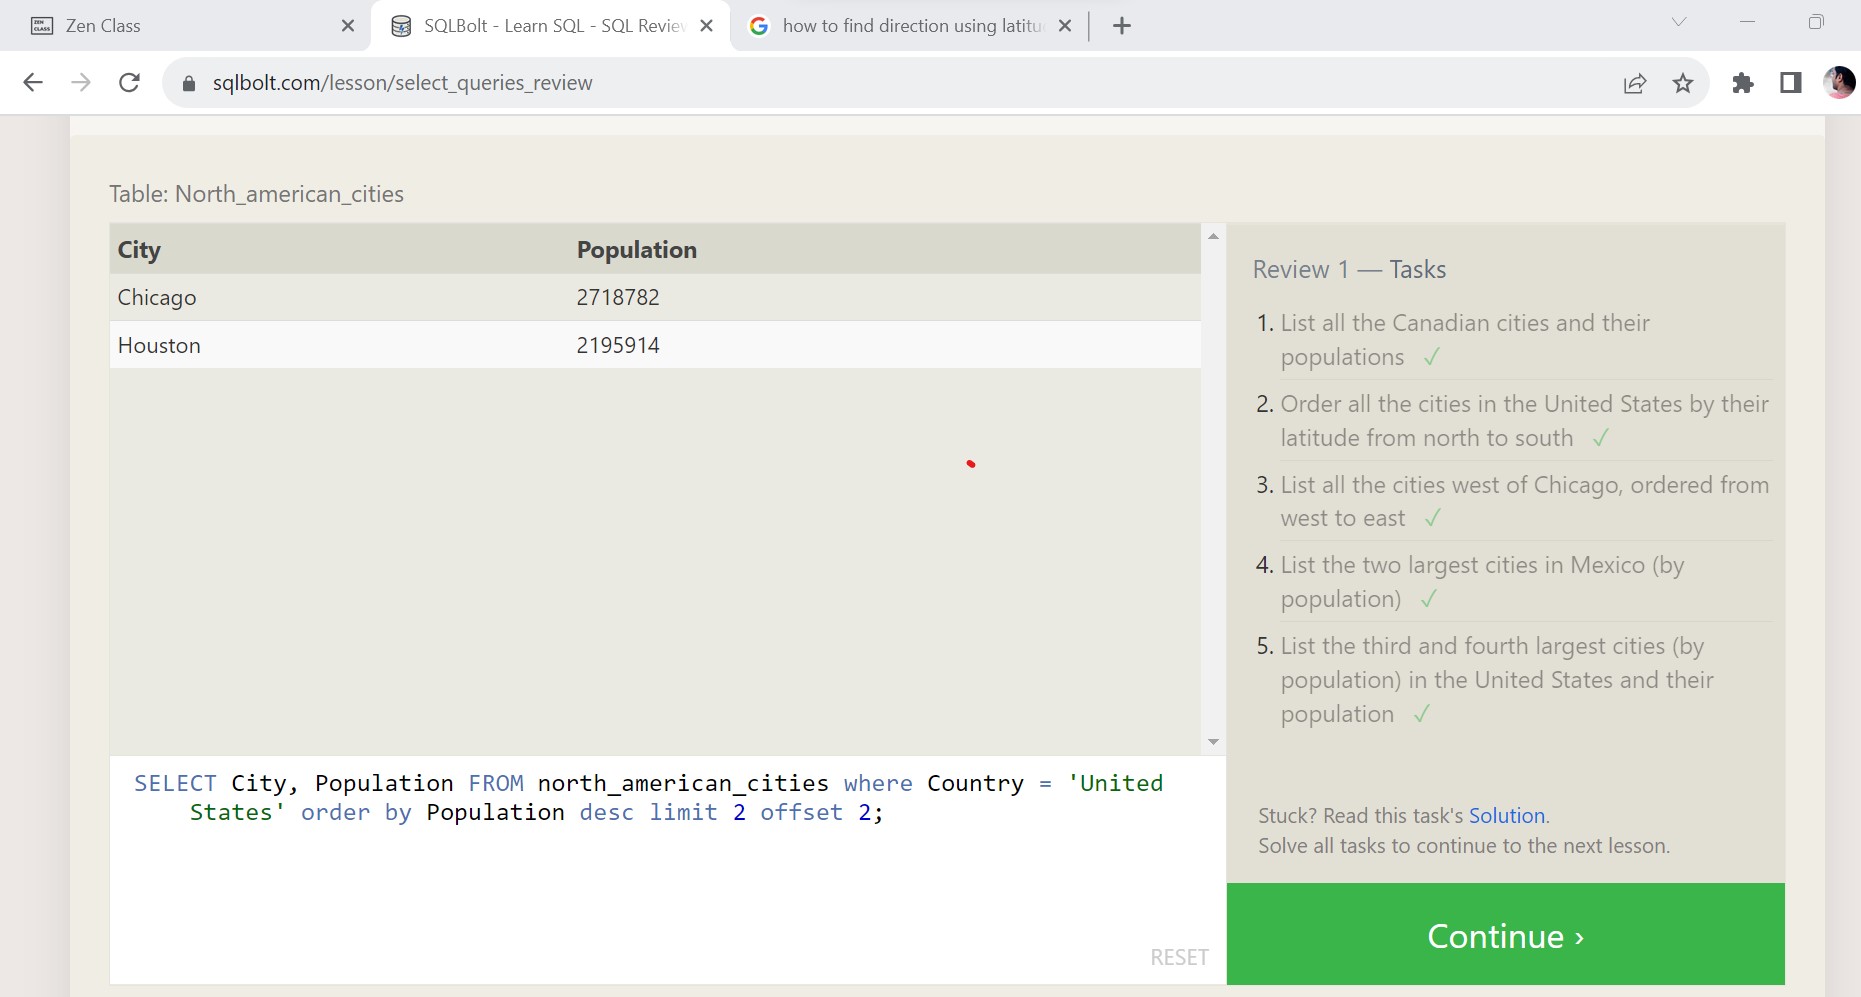 Zen Class
SQLBolt - Learn SQL - SQL Review
how to find direction using latitu
sqlbolt.com/lesson/select_queries_review
Table: North_american_cities
City Population
Chicago 2718782
Houston 2195914
Review 1 — Tasks
1. List all the Canadian cities and their
populations ✓
2. Order all the cities in the United States by their
latitude from north to south ✓
3. List all the cities west of Chicago, ordered from
west to east ✓
4. List the two largest cities in Mexico (by
population) ✓
5. List the third and fourth largest cities (by
population) in the United States and their
population ✓
SELECT City, Population FROM north_american_cities where Country = 'United
States' order by Population desc limit 2 offset 2;
RESET
Stuck? Read this task's Solution.
Solve all tasks to continue to the next lesson.
Continue ›